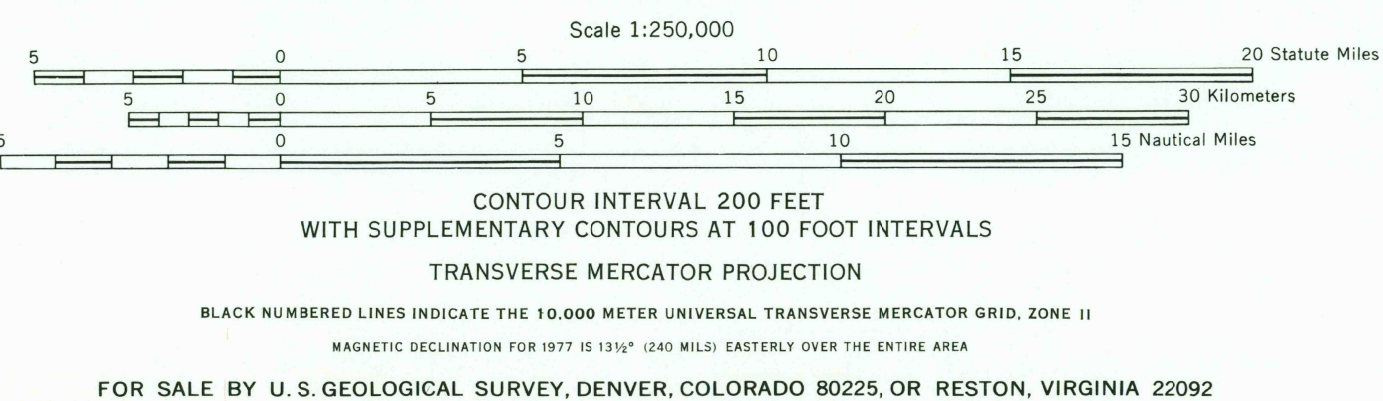 Scale 1:250,000
5 0 5 10 15 20 Statute Miles
5 0 5 10 15 20 25 30 Kilometers
5 0 5 10 15 Nautical Miles
CONTOUR INTERVAL 200 FEET
WITH SUPPLEMENTARY CONTOURS AT 100 FOOT INTERVALS
TRANSVERSE MERCATOR PROJECTION
BLACK NUMBERED LINES INDICATE THE 10,000 METER UNIVERSAL TRANSVERSE MERCATOR GRID, ZONE 11
MAGNETIC DECLINATION FOR 1977 IS 13½° (240 MILS) EASTERLY OVER THE ENTIRE AREA
FOR SALE BY U.S. GEOLOGICAL SURVEY, DENVER, COLORADO 80225, OR RESTON, VIRGINIA 22092